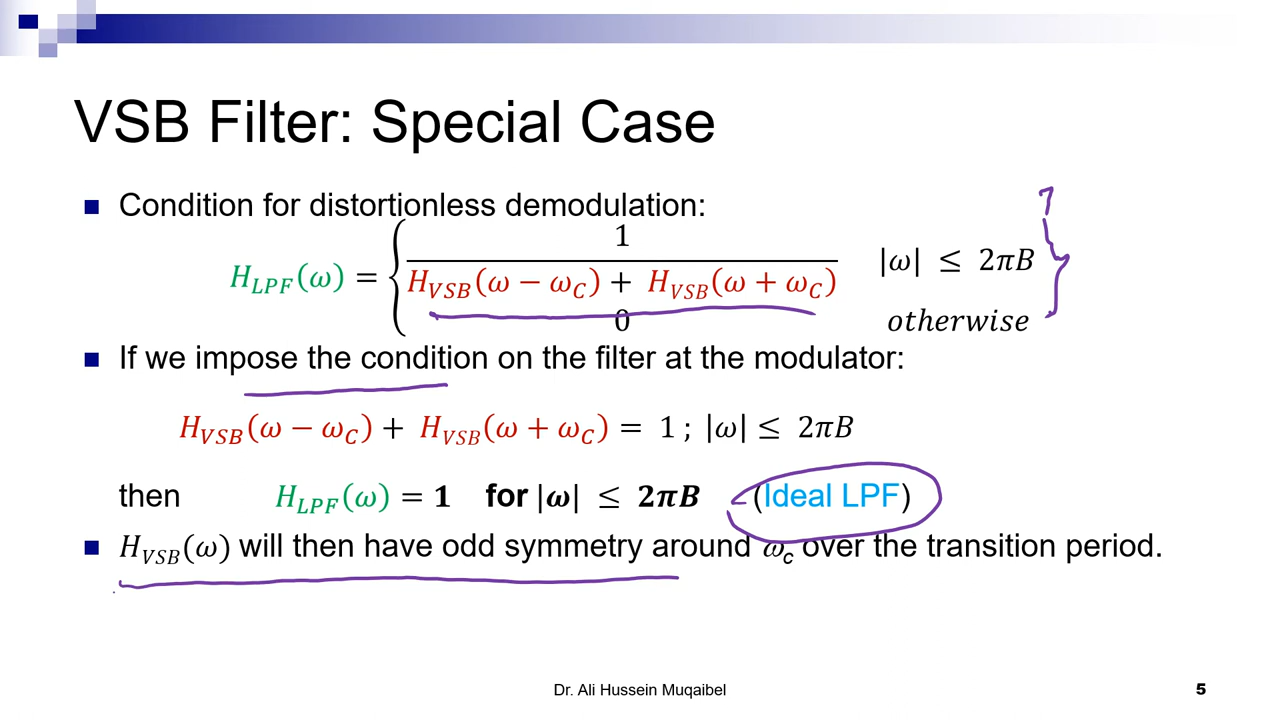 VSB Filter: Special Case
Condition for distortionless demodulation:
H_LPF(ω) = { 1 / (H_VSB(ω − ω_C) + H_VSB(ω + ω_C)) |ω| ≤ 2πB
0 otherwise
If we impose the condition on the filter at the modulator:
H_VSB(ω − ω_C) + H_VSB(ω + ω_C) = 1 ; |ω| ≤ 2πB
then H_LPF(ω) = 1 for |ω| ≤ 2πB (Ideal LPF)
H_VSB(ω) will then have odd symmetry around ω_c over the transition period.
Dr. Ali Hussein Muqaibel
5